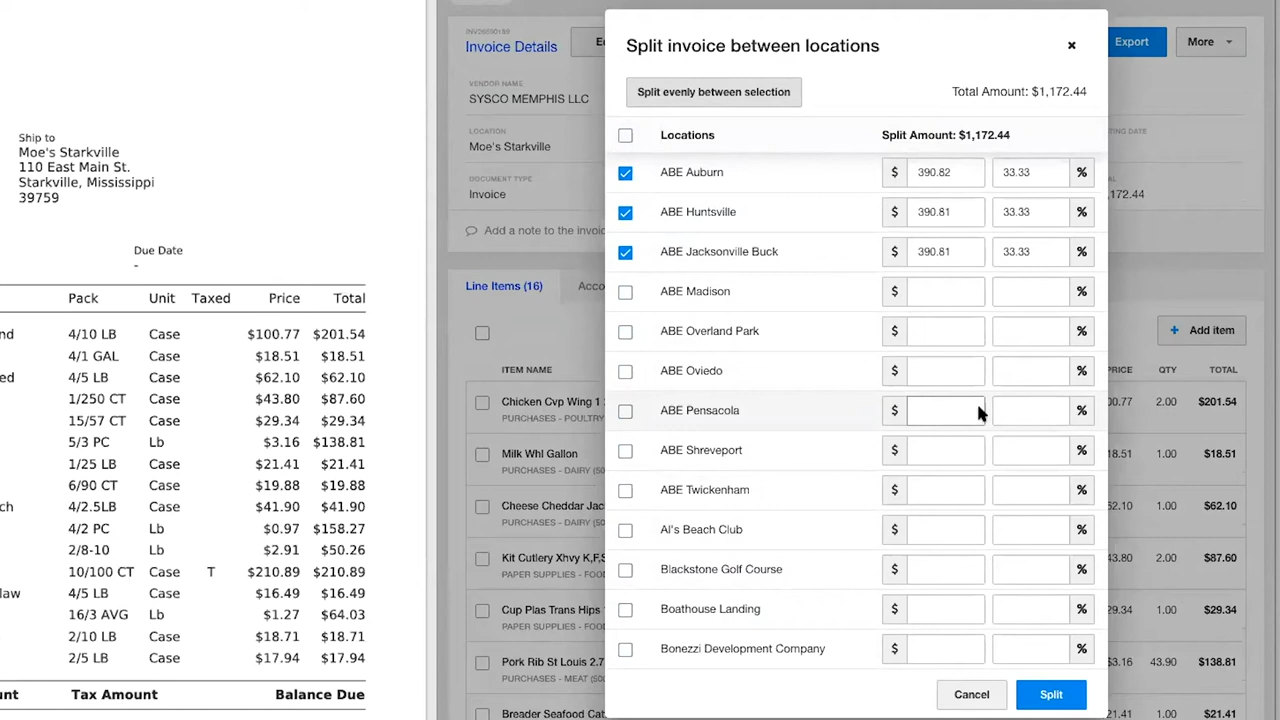 Ship to
Moe's Starkville
110 East Main St.
Starkville, Mississippi
39759
Due Date
-
Pack Unit Taxed Price Total
nd 4/10 LB Case $100.77 $201.54
4/1 GAL Case $18.51 $18.51
ed 4/5 LB Case $62.10 $62.10
1/250 CT Case $43.80 $87.60
15/57 CT Case $29.34 $29.34
5/3 PC Lb $3.16 $138.81
1/25 LB Case $21.41 $21.41
6/90 CT Case $19.88 $19.88
ch 4/2.5LB Case $41.90 $41.90
4/2 PC Lb $0.97 $158.27
2/8-10 Lb $2.91 $50.26
10/100 CT Case T $210.89 $210.89
law 4/5 LB Case $16.49 $16.49
16/3 AVG Lb $1.27 $64.03
2/10 LB Case $18.71 $18.71
2/5 LB Case $17.94 $17.94
unt Tax Amount Balance Due
Invoice Details
Export More
VENDOR NAME
SYSCO MEMPHIS LLC
LOCATION
Moe's Starkville
DOCUMENT TYPE
Invoice
Add a note to the invoic
Line Items (16) Acco
+ Add item
ITEM NAME PRICE QTY TOTAL
Chicken Cvp Wing 1 00.77 2.00 $201.54
PURCHASES - POULTRY
Milk Whl Gallon 18.51 1.00 $18.51
PURCHASES - DAIRY (50
Cheese Cheddar Jac 62.10 1.00 $62.10
PURCHASES - DAIRY (50
Kit Cutlery Xhvy K,F,S 43.80 2.00 $87.60
PAPER SUPPLIES - FOO
Cup Plas Trans Hips 29.34 1.00 $29.34
PAPER SUPPLIES - FOO
Pork Rib St Louis 2.7 $3.16 43.90 $138.81
PURCHASES - MEAT (50
Breader Seafood Cat $21.41 1.00 $21.41
Split invoice between locations ×
Split evenly between selection Total Amount: $1,172.44
Locations Split Amount: $1,172.44
ABE Auburn $ 390.82 33.33 %
ABE Huntsville $ 390.81 33.33 %
ABE Jacksonville Buck $ 390.81 33.33 %
ABE Madison $ %
ABE Overland Park $ %
ABE Oviedo $ %
ABE Pensacola $ %
ABE Shreveport $ %
ABE Twickenham $ %
Al's Beach Club $ %
Blackstone Golf Course $ %
Boathouse Landing $ %
Bonezzi Development Company $ %
Cancel Split